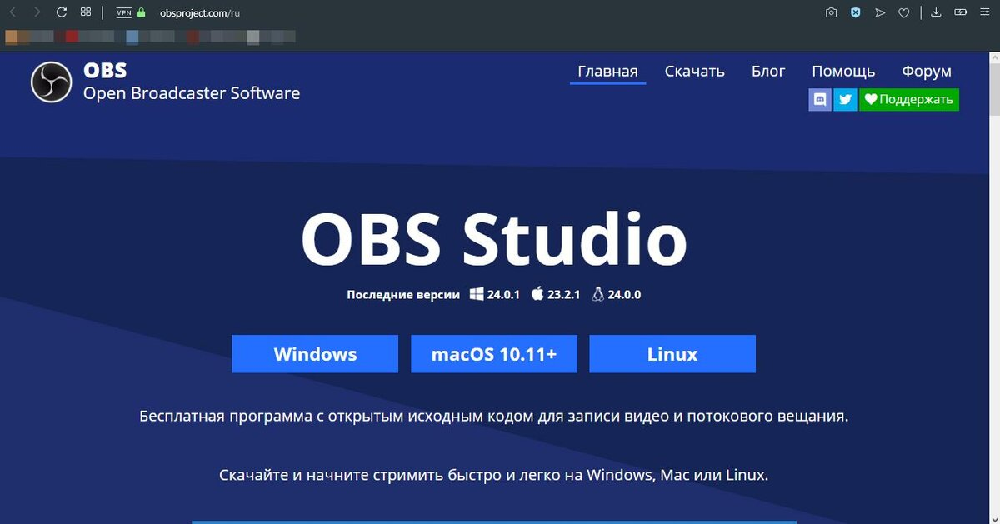 VPN obsproject.com/ru
OBS
Open Broadcaster Software
Главная Скачать Блог Помощь Форум
Поддержать
OBS Studio
Последние версии 24.0.1 23.2.1 24.0.0
Windows macOS 10.11+ Linux
Бесплатная программа с открытым исходным кодом для записи видео и потокового вещания.
Скачайте и начните стримить быстро и легко на Windows, Mac или Linux.